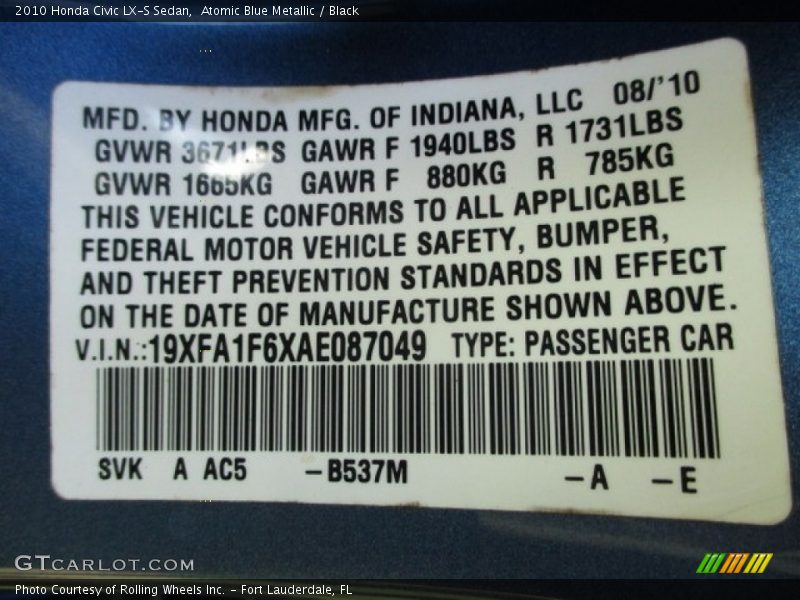 2010 Honda Civic LX-S Sedan,  Atomic Blue Metallic / Black
MFD. BY HONDA MFG. OF INDIANA, LLC 08/'10
GVWR 3671LBS GAWR F 1940LBS R 1731LBS
GVWR 1665KG GAWR F 880KG R 785KG
THIS VEHICLE CONFORMS TO ALL APPLICABLE
FEDERAL MOTOR VEHICLE SAFETY, BUMPER,
AND THEFT PREVENTION STANDARDS IN EFFECT
ON THE DATE OF MANUFACTURE SHOWN ABOVE.
V.I.N.:19XFA1F6XAE087049 TYPE: PASSENGER CAR
SVK A AC5 -B537M -A -E
GTCARLOT.COM
Photo Courtesy of Rolling Wheels Inc. - Fort Lauderdale, FL